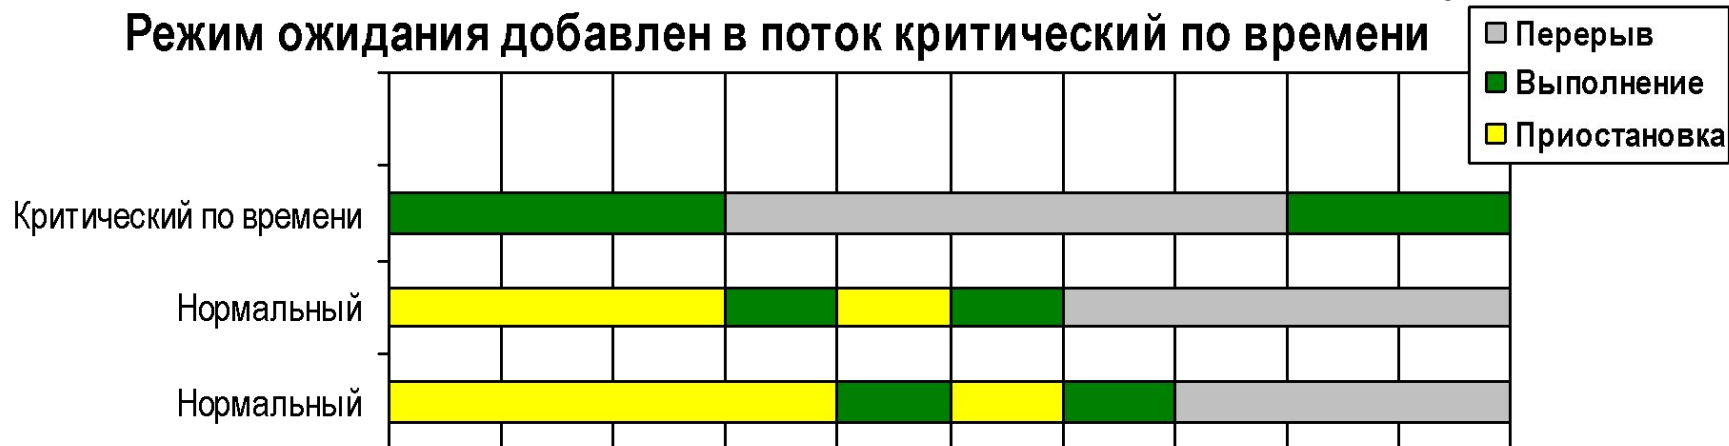 Режим ожидания добавлен в поток критический по времени
Перерыв
Выполнение
Приостановка
Критический по времени
Нормальный
Нормальный